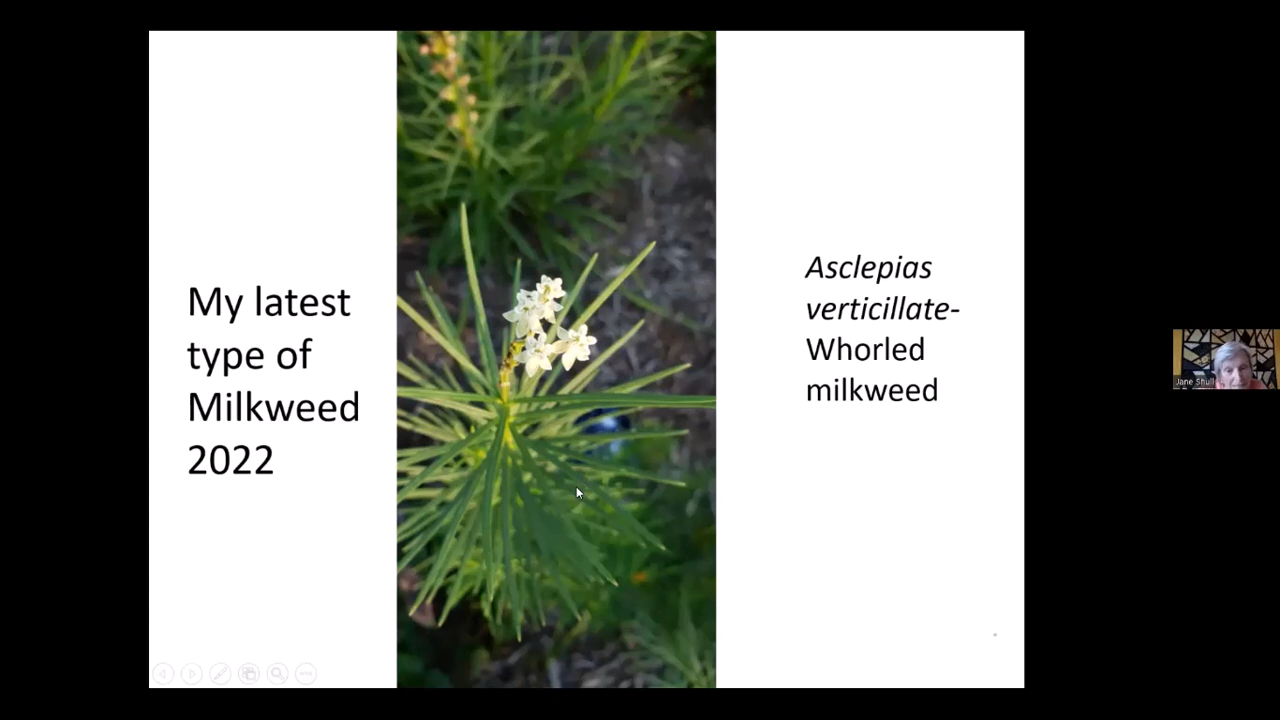 My latest
type of
Milkweed
2022
Asclepias
verticillate-
Whorled
milkweed
Jane Shull